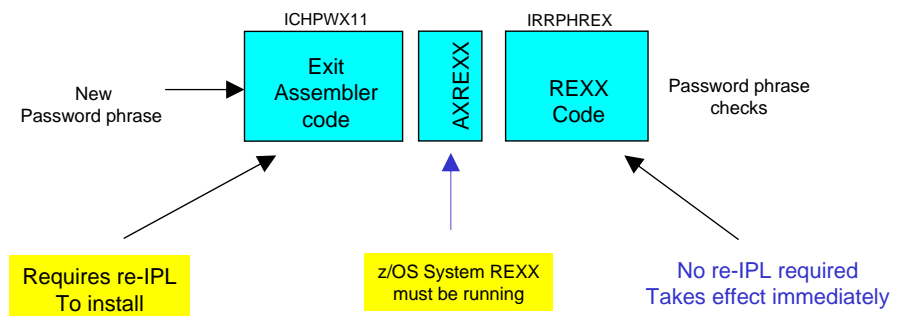 ICHPWX11
IRRPHREX
New
Password phrase
Exit
Assembler
code
AXREXX
REXX
Code
Password phrase
checks
Requires re-IPL
To install
z/OS System REXX
must be running
No re-IPL required
Takes effect immediately